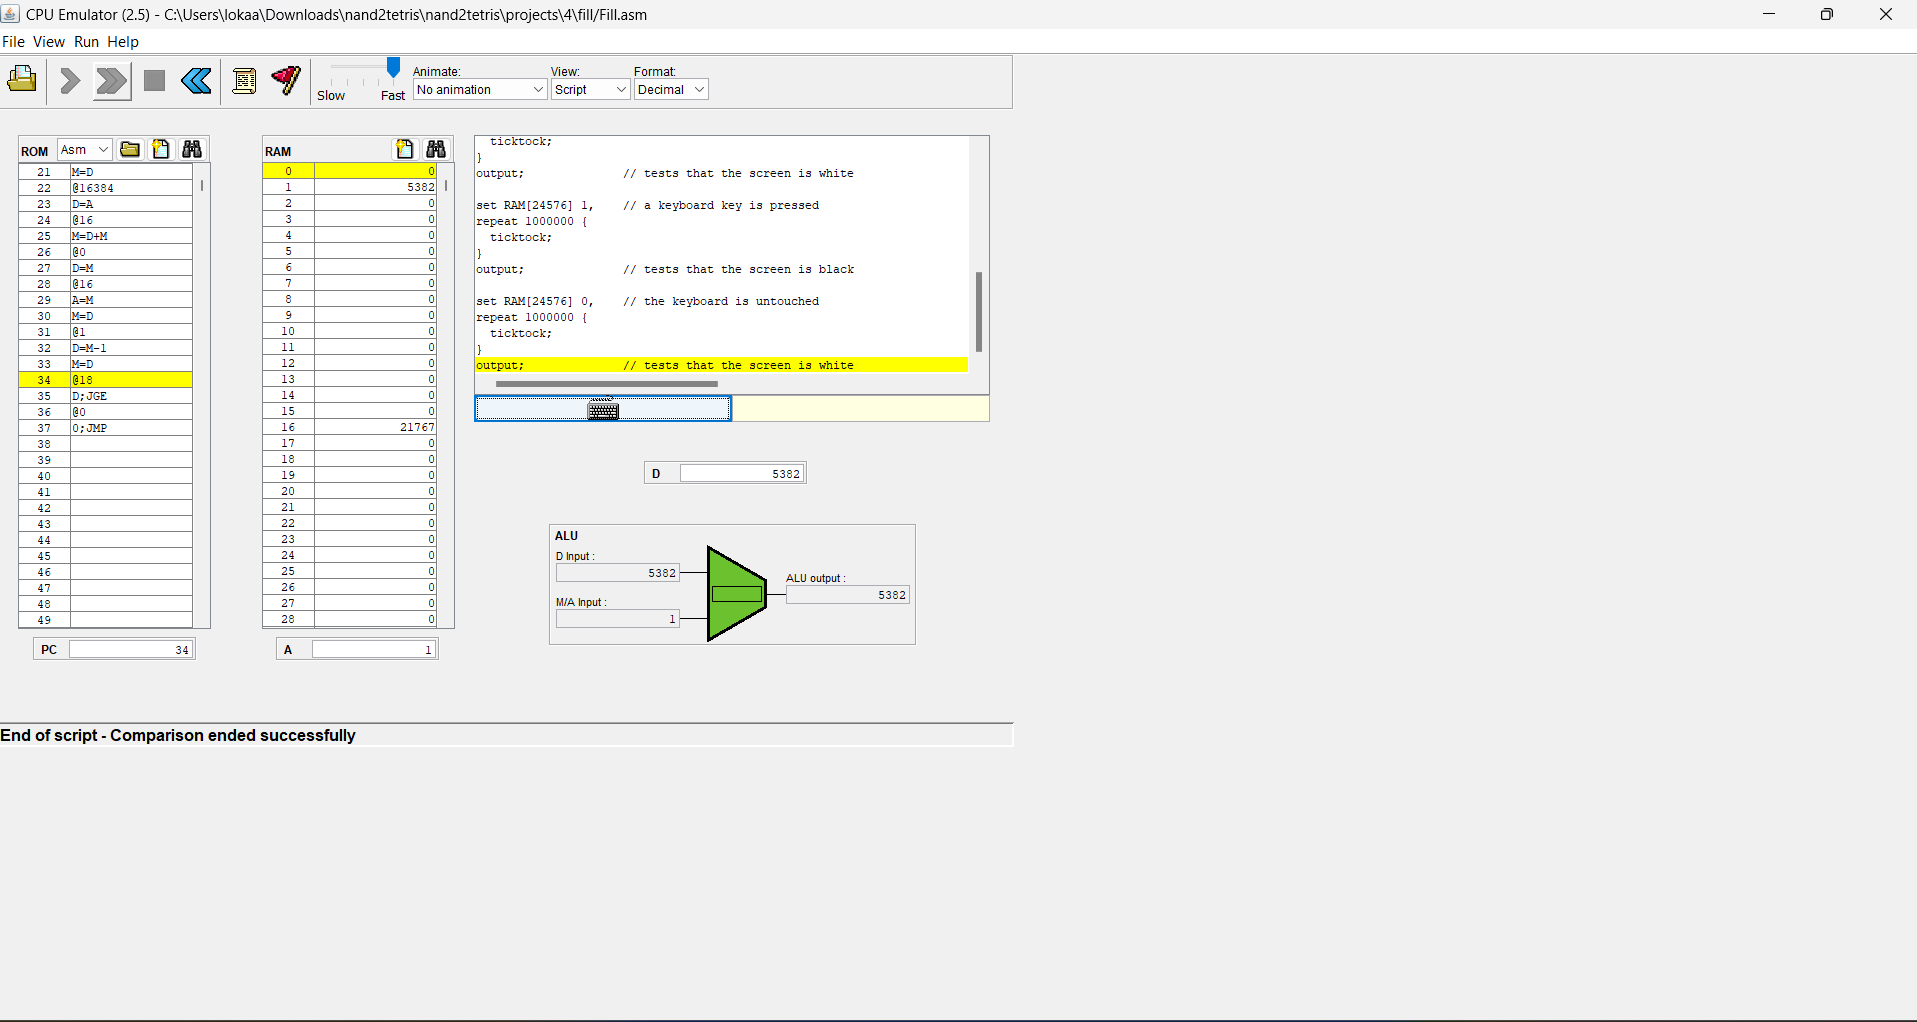 CPU Emulator (2.5) - C:\Users\lokaa\Downloads\nand2tetris\nand2tetris\projects\4\fill/Fill.asm
File View Run Help
Slow Fast
Animate: View: Format:
No animation Script Decimal
ROM Asm
21 M=D
22 @16384
23 D=A
24 @16
25 M=D+M
26 @0
27 D=M
28 @16
29 A=M
30 M=D
31 @1
32 D=M-1
33 M=D
34 @18
35 D;JGE
36 @0
37 0;JMP
38
39
40
41
42
43
44
45
46
47
48
49
PC 34
RAM
0 0
1 5382
2 0
3 0
4 0
5 0
6 0
7 0
8 0
9 0
10 0
11 0
12 0
13 0
14 0
15 0
16 21767
17 0
18 0
19 0
20 0
21 0
22 0
23 0
24 0
25 0
26 0
27 0
28 0
A 1
ticktock;
}
output; // tests that the screen is white
set RAM[24576] 1, // a keyboard key is pressed
repeat 1000000 {
ticktock;
}
output; // tests that the screen is black
set RAM[24576] 0, // the keyboard is untouched
repeat 1000000 {
ticktock;
}
output; // tests that the screen is white
D 5382
ALU
D Input :
5382
M/A Input :
1
ALU output :
5382
End of script - Comparison ended successfully